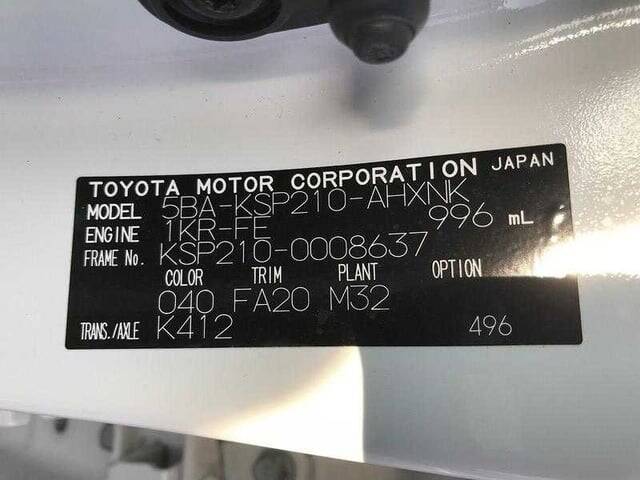 TOYOTA MOTOR CORPORATION JAPAN
MODEL 5BA-KSP210-AHXNK
ENGINE 1KR-FE 996 mL
FRAME No. KSP210-0008637
COLOR TRIM PLANT OPTION
040 FA20 M32
TRANS./AXLE K412 496